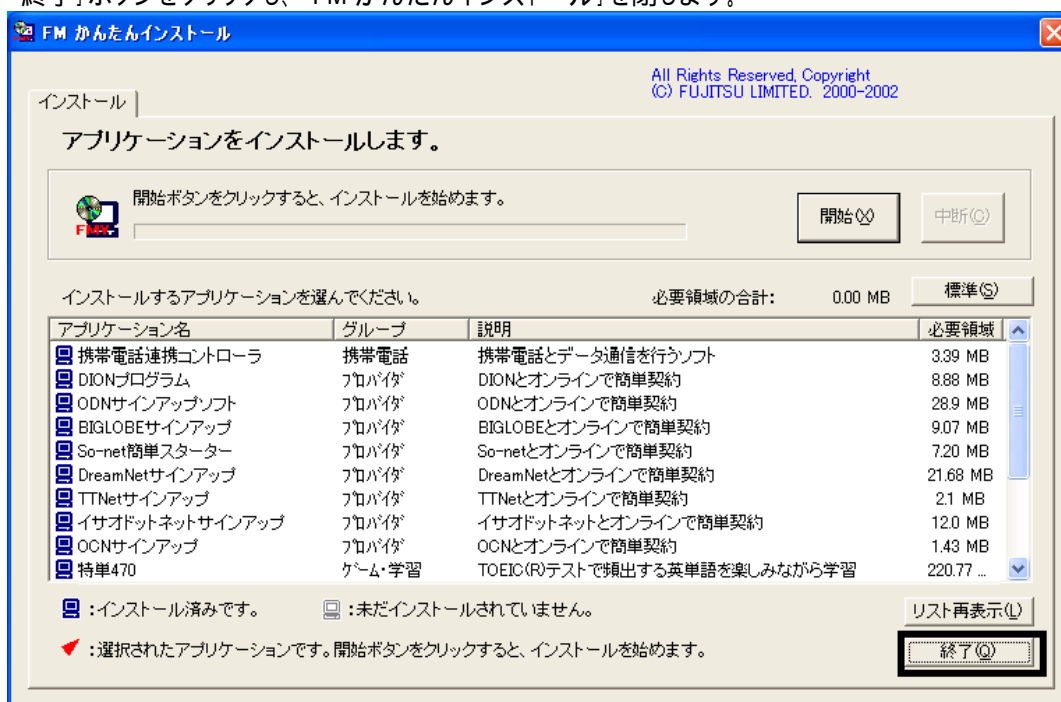 終了」ボタンをクリックし、「FM かんたんインストール」を閉じます。
FM かんたんインストール
All Rights Reserved, Copyright
(C) FUJITSU LIMITED. 2000-2002
インストール
アプリケーションをインストールします。
開始ボタンをクリックすると、インストールを始めます。
FMV
開始(X) 中断(C)
インストールするアプリケーションを選んでください。 必要領域の合計: 0.00 MB 標準(S)
アプリケーション名 グループ 説明 必要領域
携帯電話連携コントローラ 携帯電話 携帯電話とデータ通信を行うソフト 3.39 MB
DIONプログラム プロバイダ DIONとオンラインで簡単契約 8.88 MB
ODNサインアップソフト プロバイダ ODNとオンラインで簡単契約 28.9 MB
BIGLOBEサインアップ プロバイダ BIGLOBEとオンラインで簡単契約 9.07 MB
So-net簡単スターター プロバイダ So-netとオンラインで簡単契約 7.20 MB
DreamNetサインアップ プロバイダ DreamNetとオンラインで簡単契約 21.68 MB
TTNetサインアップ プロバイダ TTNetとオンラインで簡単契約 2.1 MB
イサオドットネットサインアップ プロバイダ イサオドットネットとオンラインで簡単契約 12.0 MB
OCNサインアップ プロバイダ OCNとオンラインで簡単契約 1.43 MB
特単470 ゲーム・学習 TOEIC(R)テストで頻出する英単語を楽しみながら学習 220.77 ...
:インストール済みです。 :未だインストールされていません。 リスト再表示(L)
:選択されたアプリケーションです。開始ボタンをクリックすると、インストールを始めます。 終了(Q)